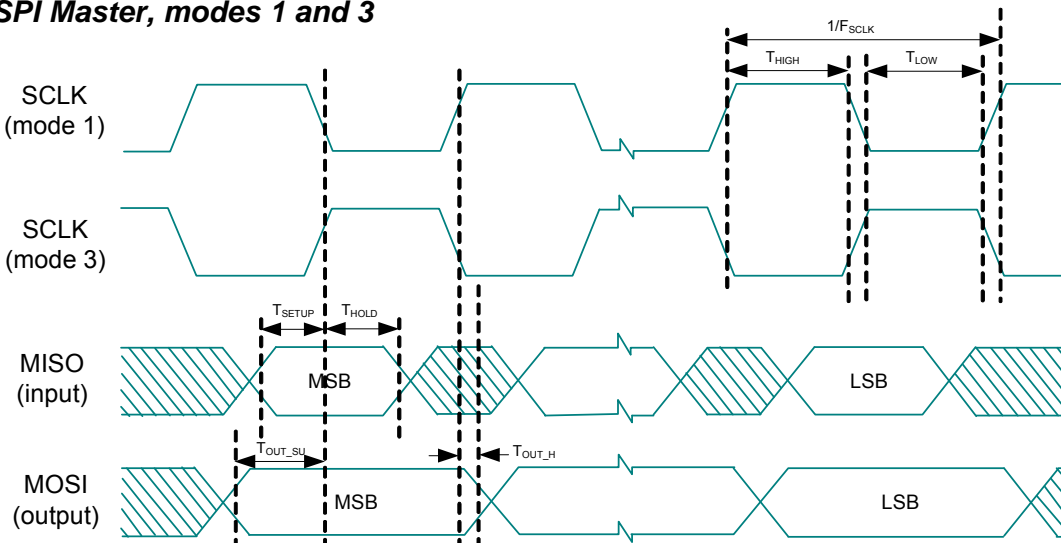 SPI Master, modes 1 and 3
1/FSCLK
THIGH
TLOW
SCLK
(mode 1)
SCLK
(mode 3)
TSETUP
THOLD
MISO
(input)
MSB
LSB
TOUT_SU
TOUT_H
MOSI
(output)
MSB
LSB